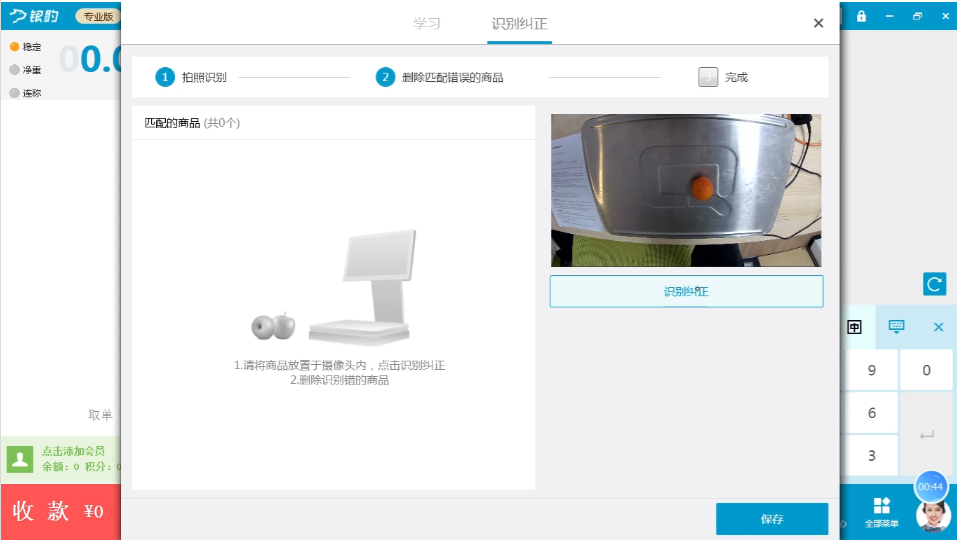 银豹 专业版
学习 识别纠正
稳定
净重
连称
0.0
1 拍照识别 2 删除匹配错误的商品 3 完成
匹配的商品 (共0个)
识别纠正
1.请将商品放置于摄像头内，点击识别纠正
2.删除识别错的商品
中
9 0
6
3
取单
点击添加会员
余额：0 积分：0
收款 ¥0
保存
心 全部菜单
00:44